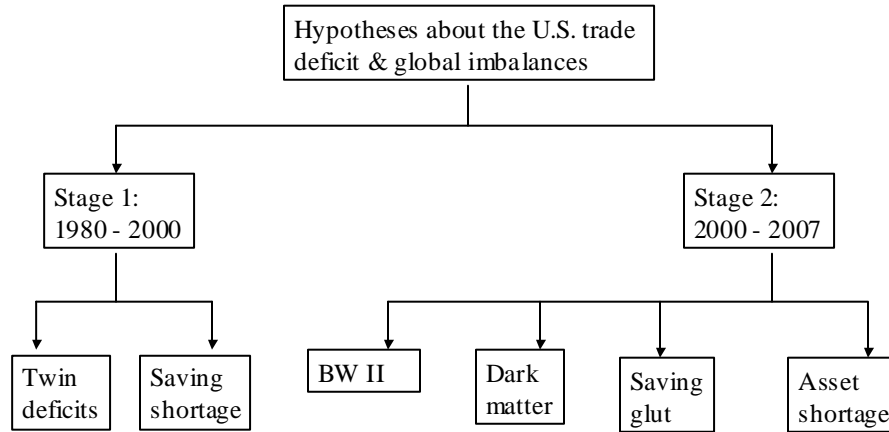 Hypotheses about the U.S. trade
deficit & global imbalances
Stage 1:
1980 - 2000
Stage 2:
2000 - 2007
Twin
deficits
Saving
shortage
BW II
Dark
matter
Saving
glut
Asset
shortage